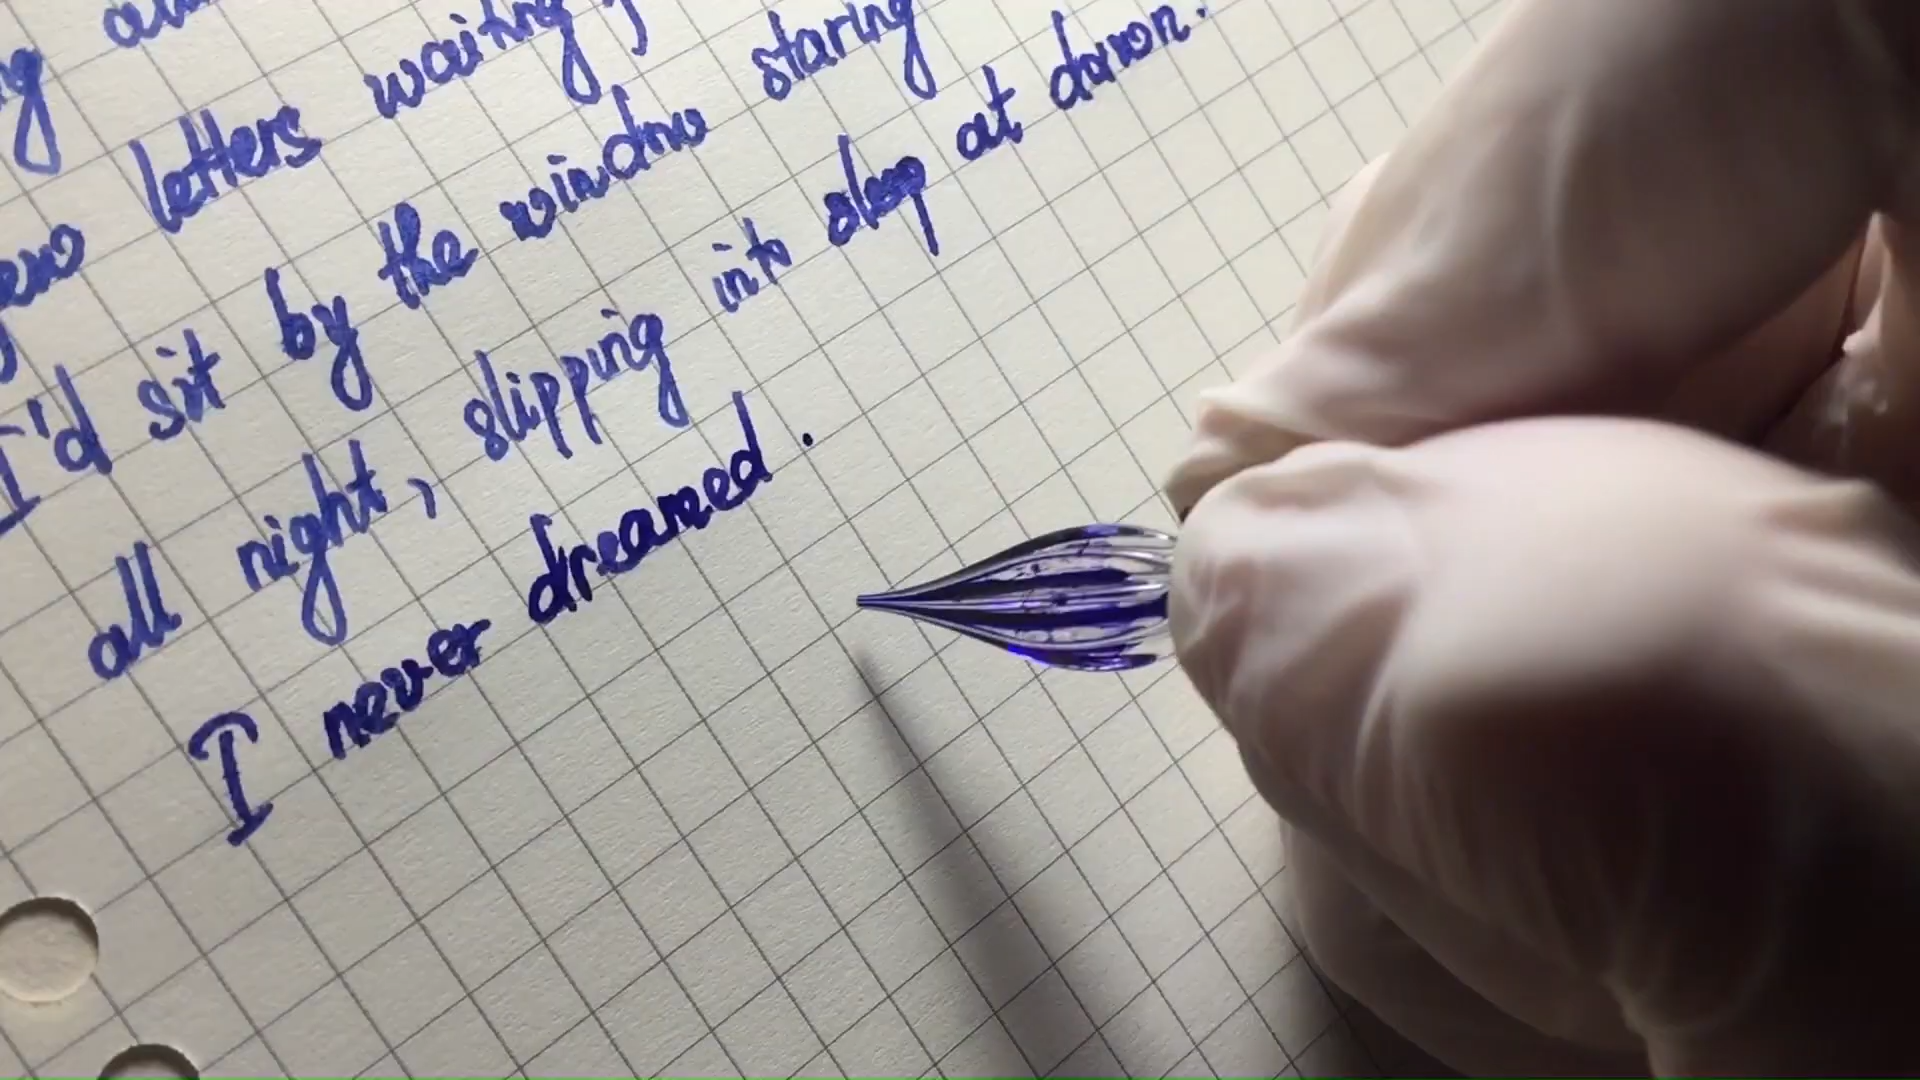 letters waiting
I'd sit by the window staring
all night, slipping into sleep at dawn.
I never dreamed.